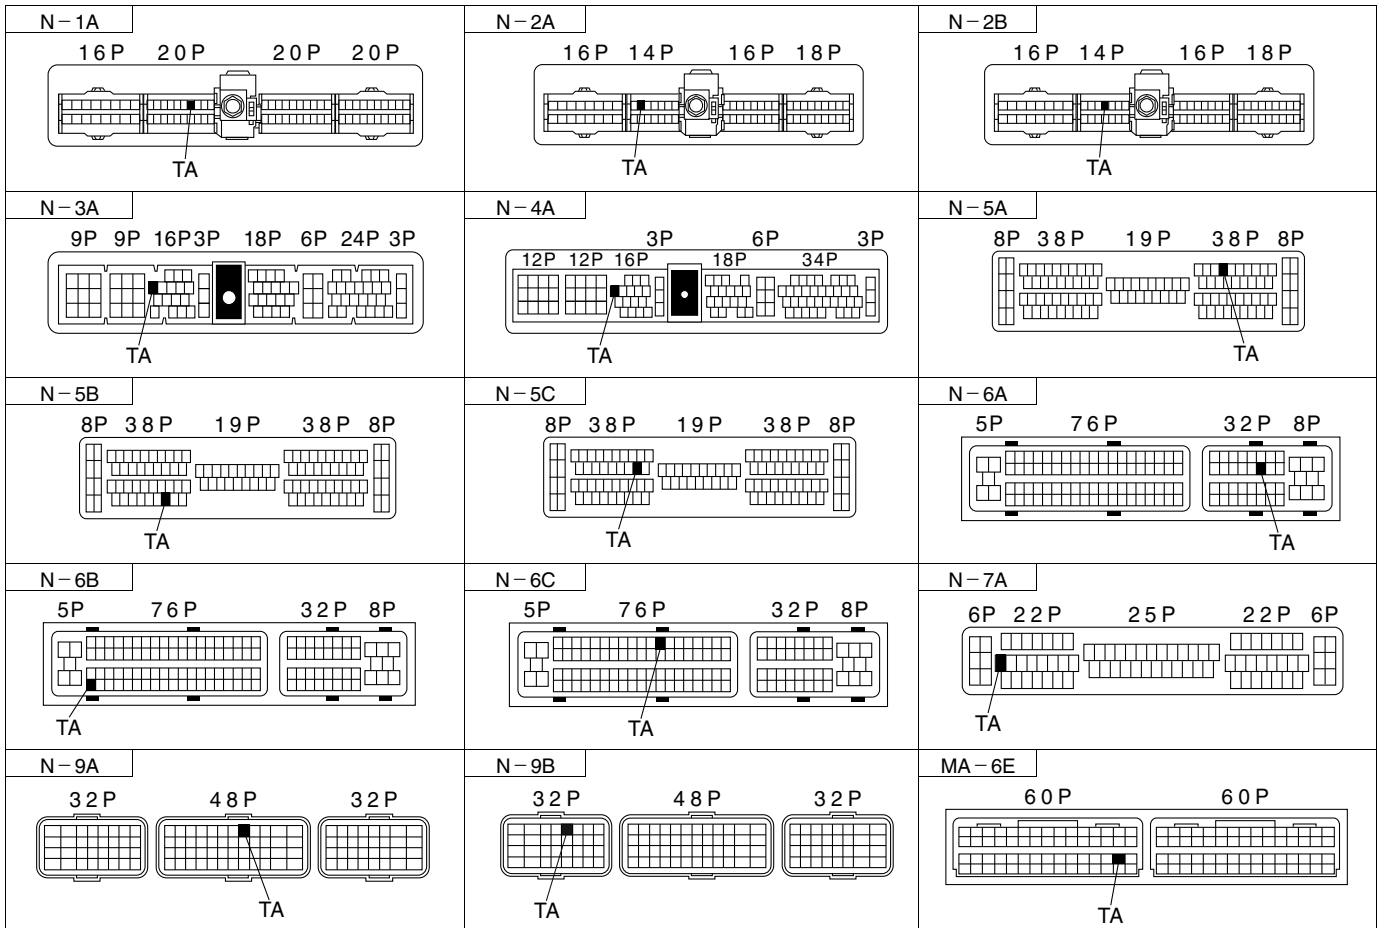 N－1A
16P 20P 20P 20P
TA
N－2A
16P 14P 16P 18P
TA
N－2B
16P 14P 16P 18P
TA
N－3A
9P 9P 16P 3P 18P 6P 24P 3P
TA
N－4A
3P 6P 3P
12P 12P 16P 18P 34P
TA
N－5A
8P 38P 19P 38P 8P
TA
N－5B
8P 38P 19P 38P 8P
TA
N－5C
8P 38P 19P 38P 8P
TA
N－6A
5P 76P 32P 8P
TA
N－6B
5P 76P 32P 8P
TA
N－6C
5P 76P 32P 8P
TA
N－7A
6P 22P 25P 22P 6P
TA
N－9A
32P 48P 32P
TA
N－9B
32P 48P 32P
TA
MA－6E
60P 60P
TA